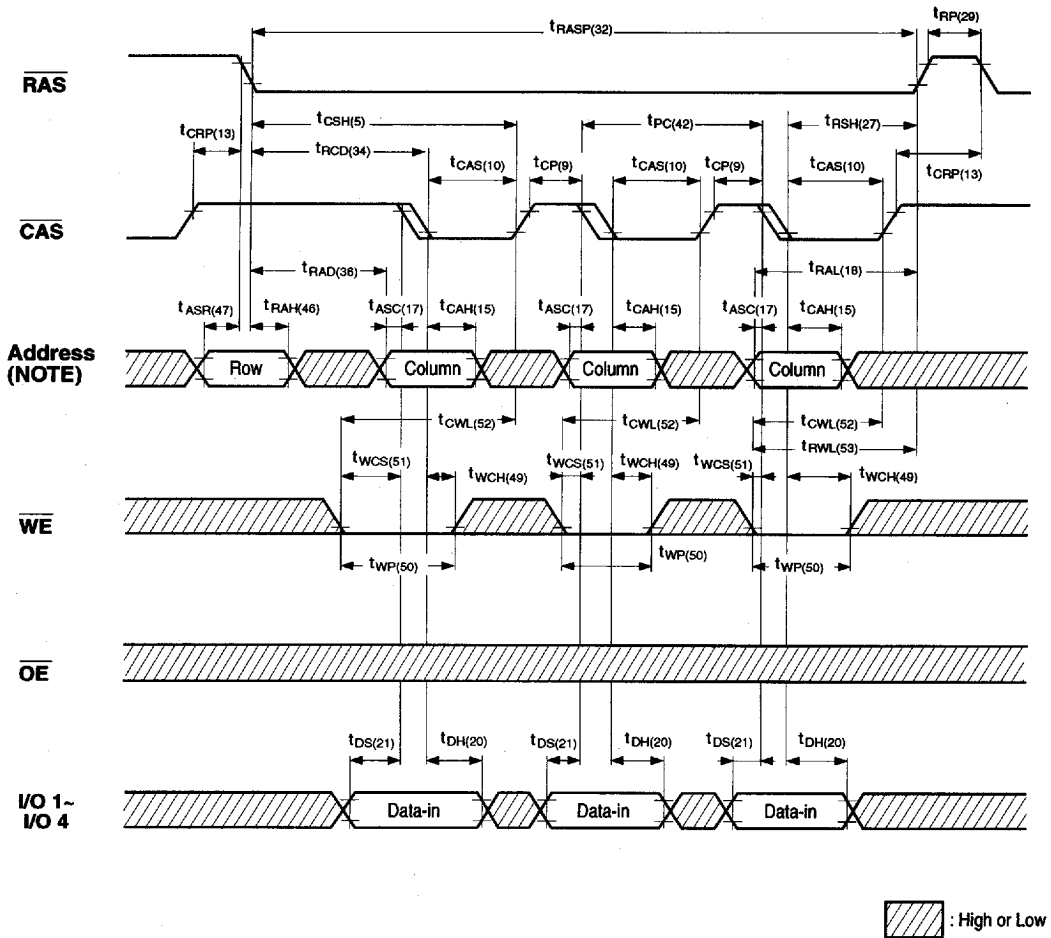 tRP(29)
tRASP(32)
RAS
tCSH(5)
tPC(42)
tRSH(27)
tCRP(13)
tRCD(34)
tCAS(10)
tCP(9)
tCAS(10)
tCP(9)
tCAS(10)
tCRP(13)
CAS
tRAD(36)
tRAL(18)
tASR(47)
tRAH(46)
tASC(17)
tCAH(15)
tASC(17)
tCAH(15)
tASC(17)
tCAH(15)
Address
(NOTE)
Row
Column
Column
Column
tCWL(52)
tCWL(52)
tCWL(52)
tRWL(53)
tWCS(51)
tWCH(49)
tWCS(51)
tWCH(49)
tWCS(51)
tWCH(49)
WE
tWP(50)
tWP(50)
tWP(50)
OE
tDS(21)
tDH(20)
tDS(21)
tDH(20)
tDS(21)
tDH(20)
I/O 1~
I/O 4
Data-in
Data-in
Data-in
: High or Low